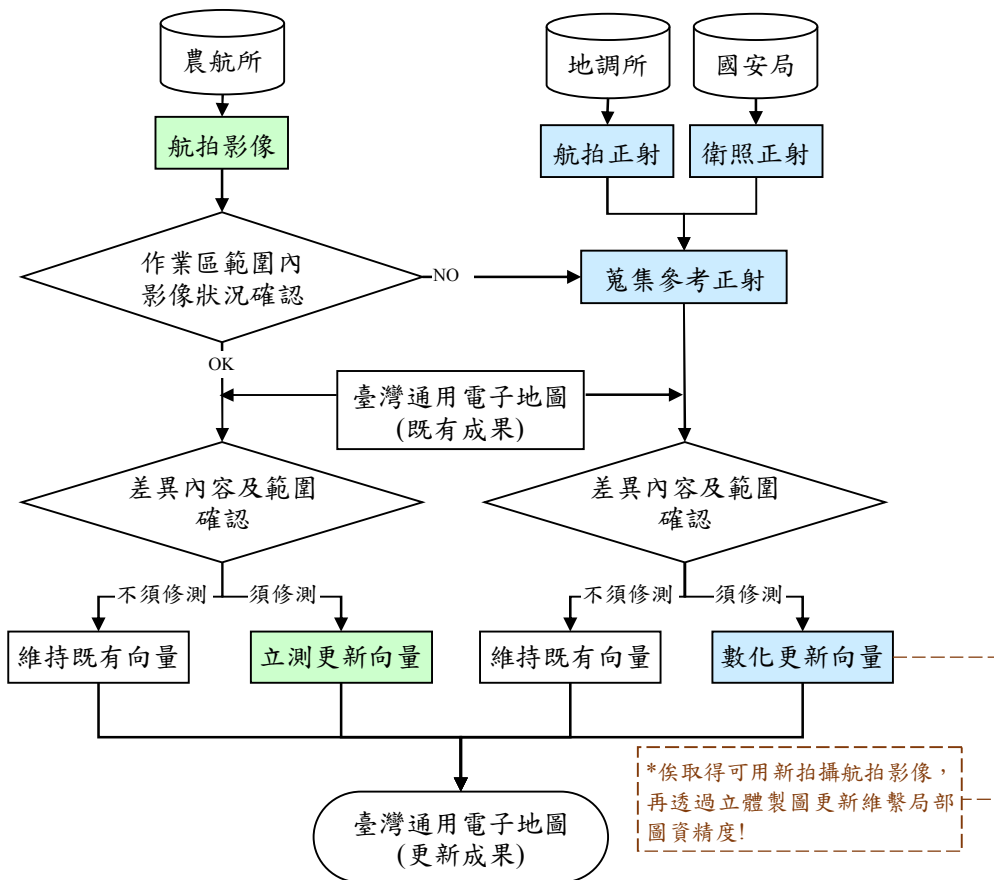 農航所
地調所
國安局
航拍影像
航拍正射
衛照正射
作業區範圍內
影像狀況確認
NO
蒐集參考正射
OK
臺灣通用電子地圖
(既有成果)
差異內容及範圍
確認
差異內容及範圍
確認
不須修測
須修測
不須修測
須修測
維持既有向量
立測更新向量
維持既有向量
數化更新向量
*俟取得可用新拍攝航拍影像，
再透過立體製圖更新維繫局部
圖資精度!
臺灣通用電子地圖
(更新成果)